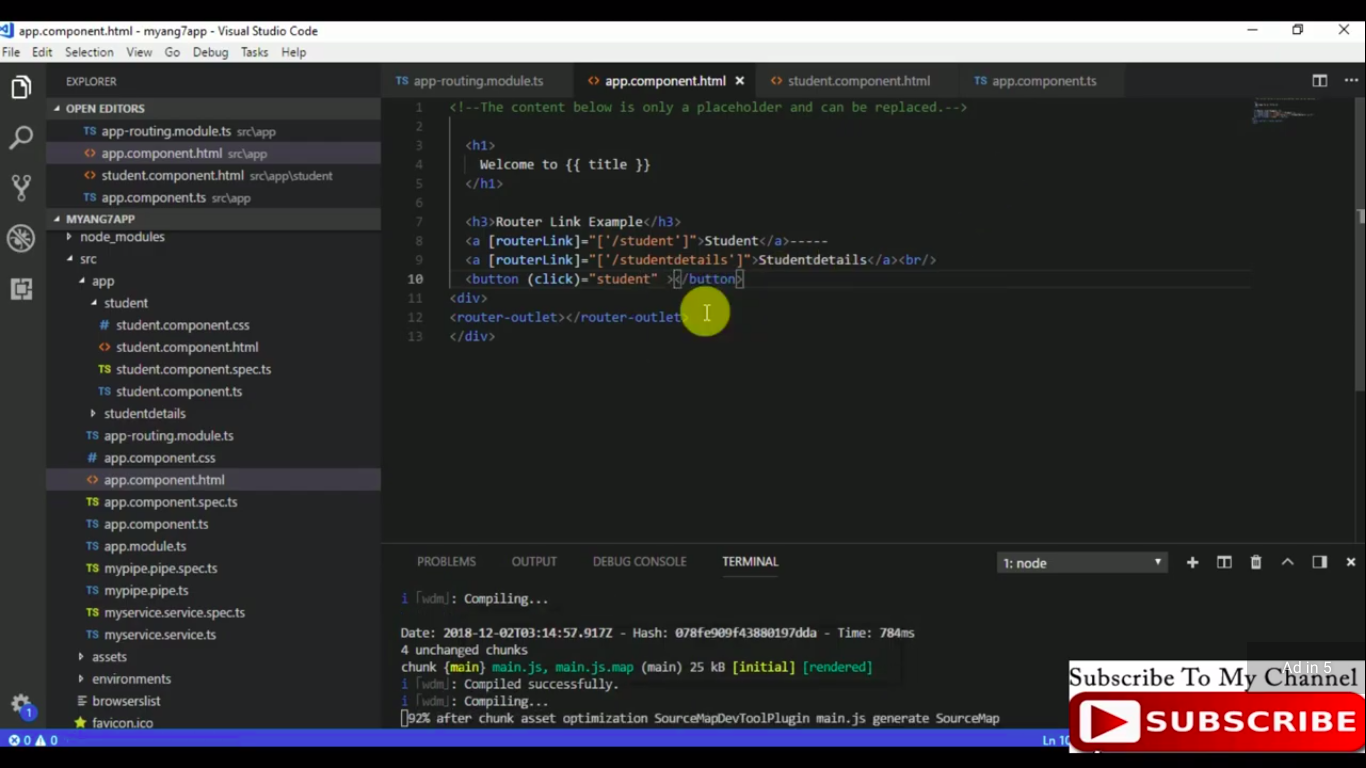 app.component.html - myang7app - Visual Studio Code
File Edit Selection View Go Debug Tasks Help
EXPLORER
OPEN EDITORS
TS app-routing.module.ts src\app
<> app.component.html src\app
<> student.component.html src\app\student
TS app.component.ts src\app
MYANG7APP
node_modules
src
app
student
# student.component.css
<> student.component.html
TS student.component.spec.ts
TS student.component.ts
studentdetails
TS app-routing.module.ts
# app.component.css
<> app.component.html
TS app.component.spec.ts
TS app.component.ts
TS app.module.ts
TS mypipe.pipe.spec.ts
TS mypipe.pipe.ts
TS myservice.service.spec.ts
TS myservice.service.ts
assets
environments
browserslist
favicon.ico
1
TS app-routing.module.ts <> app.component.html <> student.component.html TS app.component.ts
1 <!--The content below is only a placeholder and can be replaced.-->
2
3 <h1>
4 Welcome to {{ title }}
5 </h1>
6
7 <h3>Router Link Example</h3>
8 <a [routerLink]="['/student']">Student</a>-----
9 <a [routerLink]="['/studentdetails']">Studentdetails</a><br/>
10 <button (click)="student" ></button>
11 <div>
12 <router-outlet></router-outlet>
13 </div>
PROBLEMS OUTPUT DEBUG CONSOLE TERMINAL 1: node
i ｢wdm｣: Compiling...
Date: 2018-12-02T03:14:57.917Z - Hash: 078fe909f43880197dda - Time: 784ms
4 unchanged chunks
chunk {main} main.js, main.js.map (main) 25 kB [initial] [rendered]
i ｢wdm｣: Compiled successfully.
i ｢wdm｣: Compiling...
92% after chunk asset optimization SourceMapDevToolPlugin main.js generate SourceMap
0 0
Ln 10
Ad in 5
Subscribe To My Channel
SUBSCRIBE